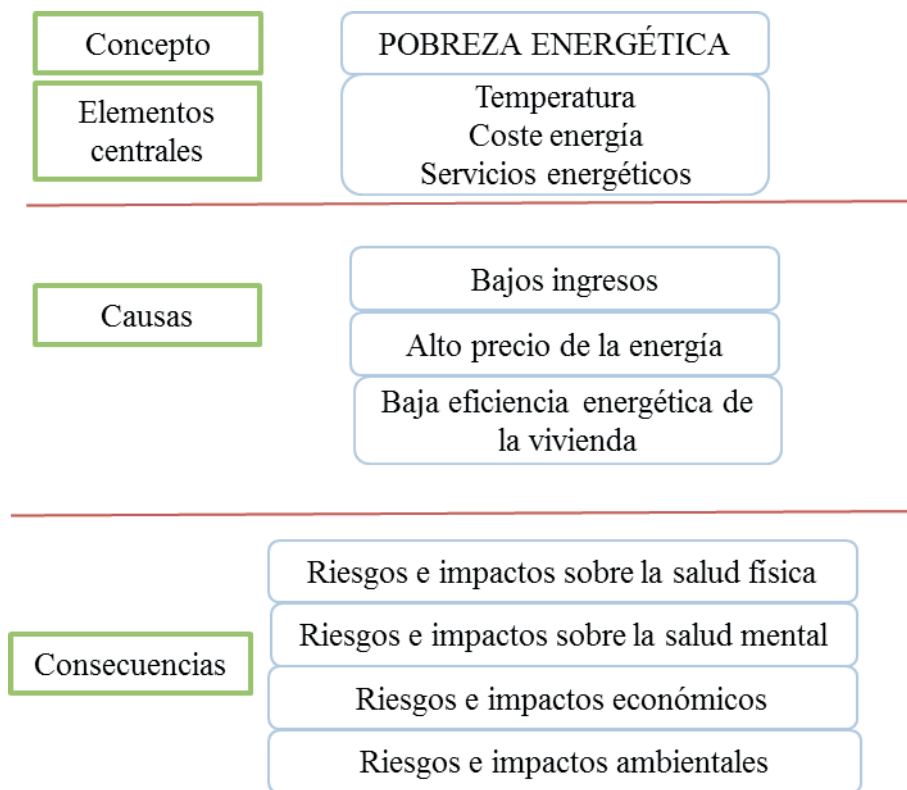 Concepto
POBREZA ENERGÉTICA
Elementos
centrales
Temperatura
Coste energía
Servicios energéticos
Causas
Bajos ingresos
Alto precio de la energía
Baja eficiencia energética de
la vivienda
Consecuencias
Riesgos e impactos sobre la salud física
Riesgos e impactos sobre la salud mental
Riesgos e impactos económicos
Riesgos e impactos ambientales